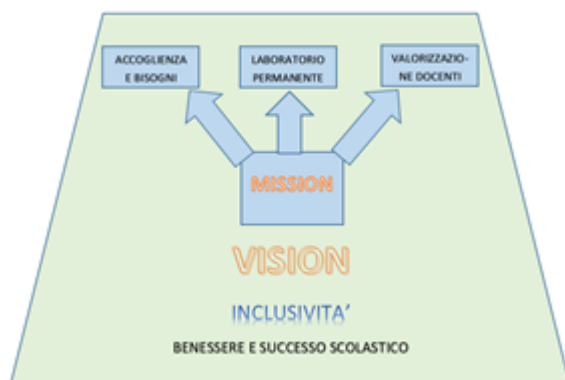 ACCOGLIENZA
E BISOGNI
LABORATORIO
PERMANENTE
VALORIZZAZIO-
NE DOCENTI
MISSION
VISION
INCLUSIVITA’
BENESSERE E SUCCESSO SCOLASTICO